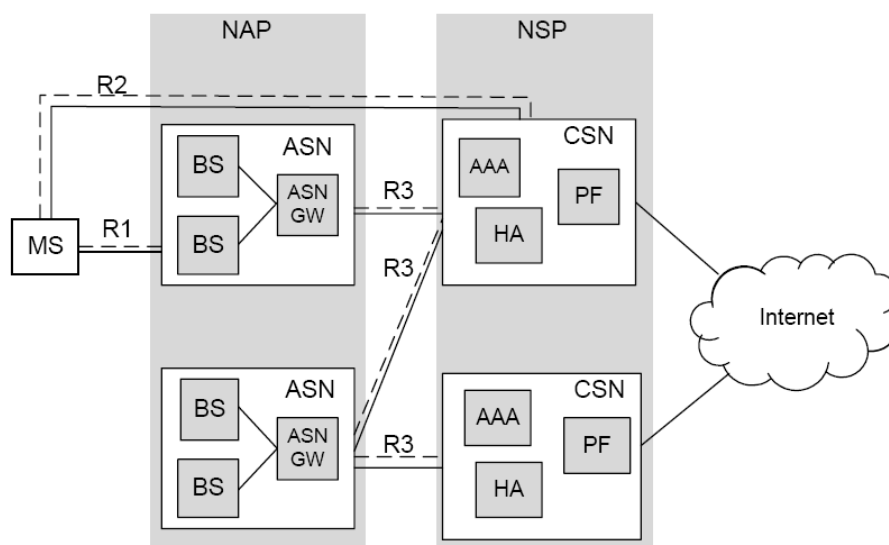 NAP
NSP
R2
BS
ASN
ASN
GW
BS
R3
AAA
CSN
PF
HA
MS
R1
R3
Internet
BS
ASN
ASN
GW
BS
R3
AAA
CSN
PF
HA